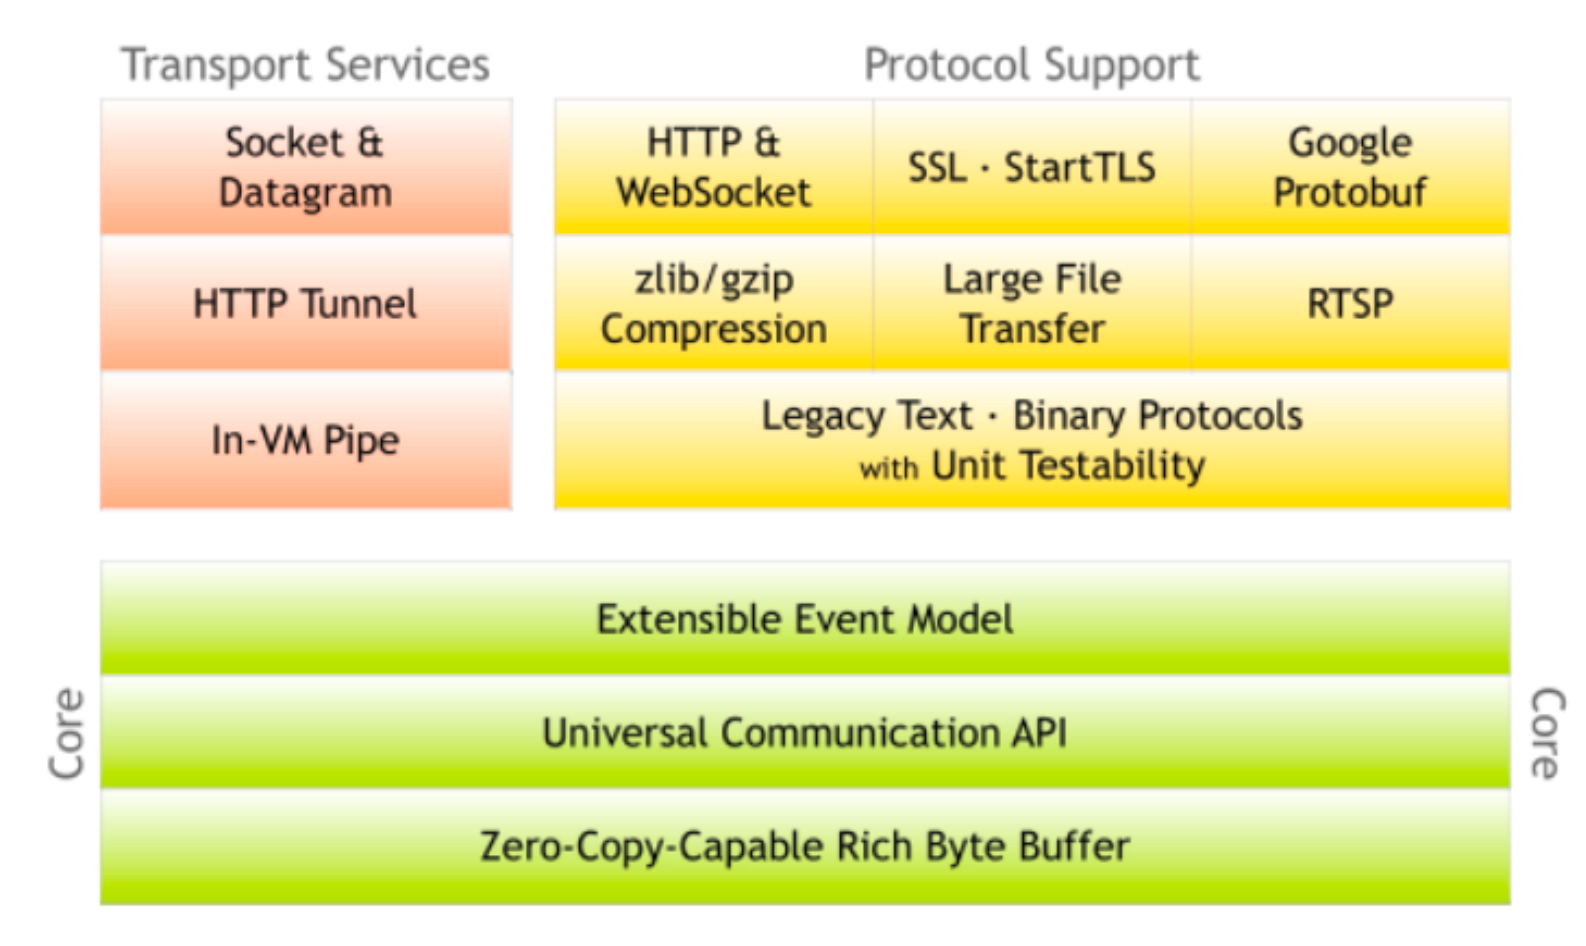 Transport Services
Socket &
Datagram
HTTP Tunnel
In-VM Pipe
Protocol Support
HTTP &
WebSocket
SSL · StartTLS
Google
Protobuf
zlib/gzip
Compression
Large File
Transfer
RTSP
Legacy Text · Binary Protocols
with Unit Testability
Core
Extensible Event Model
Universal Communication API
Zero-Copy-Capable Rich Byte Buffer
Core